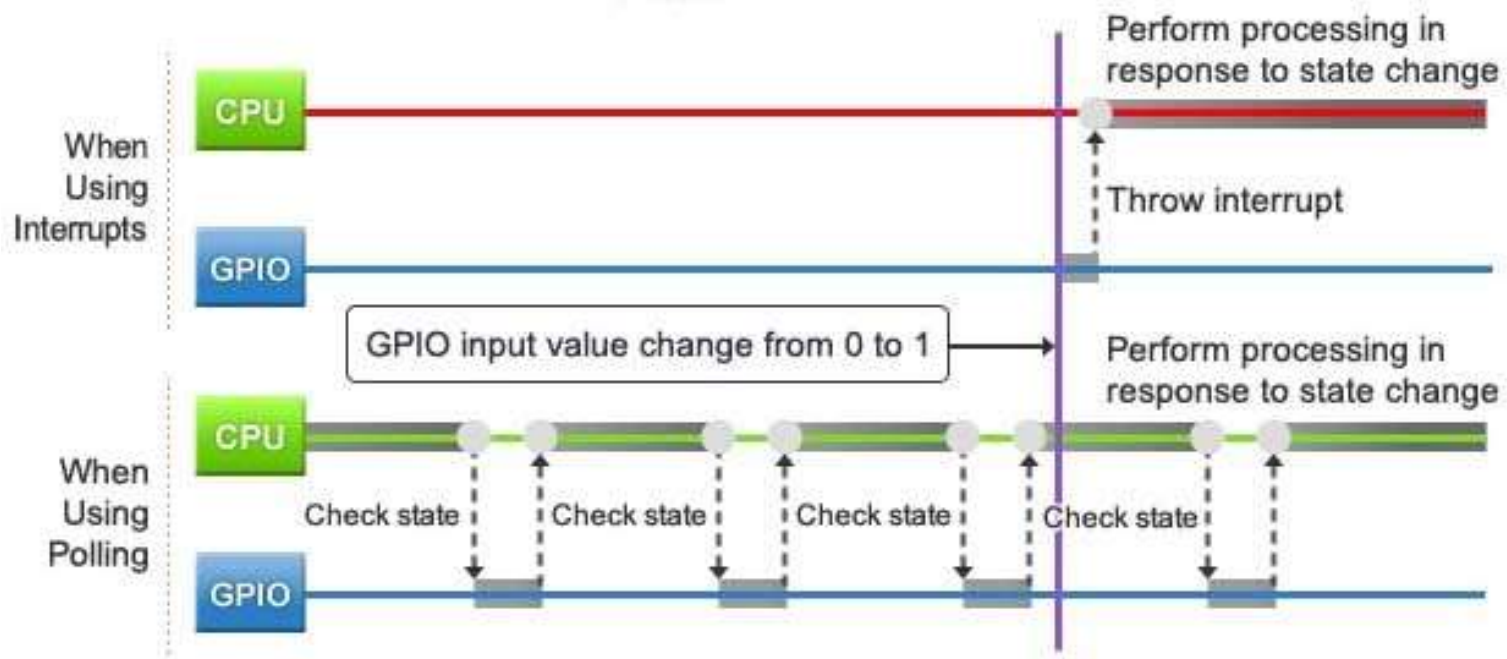 Perform processing in
response to state change
CPU
When
Using
Interrupts
Throw interrupt
GPIO
GPIO input value change from 0 to 1
Perform processing in
response to state change
CPU
When
Using
Polling
Check state
Check state
Check state
Check state
GPIO